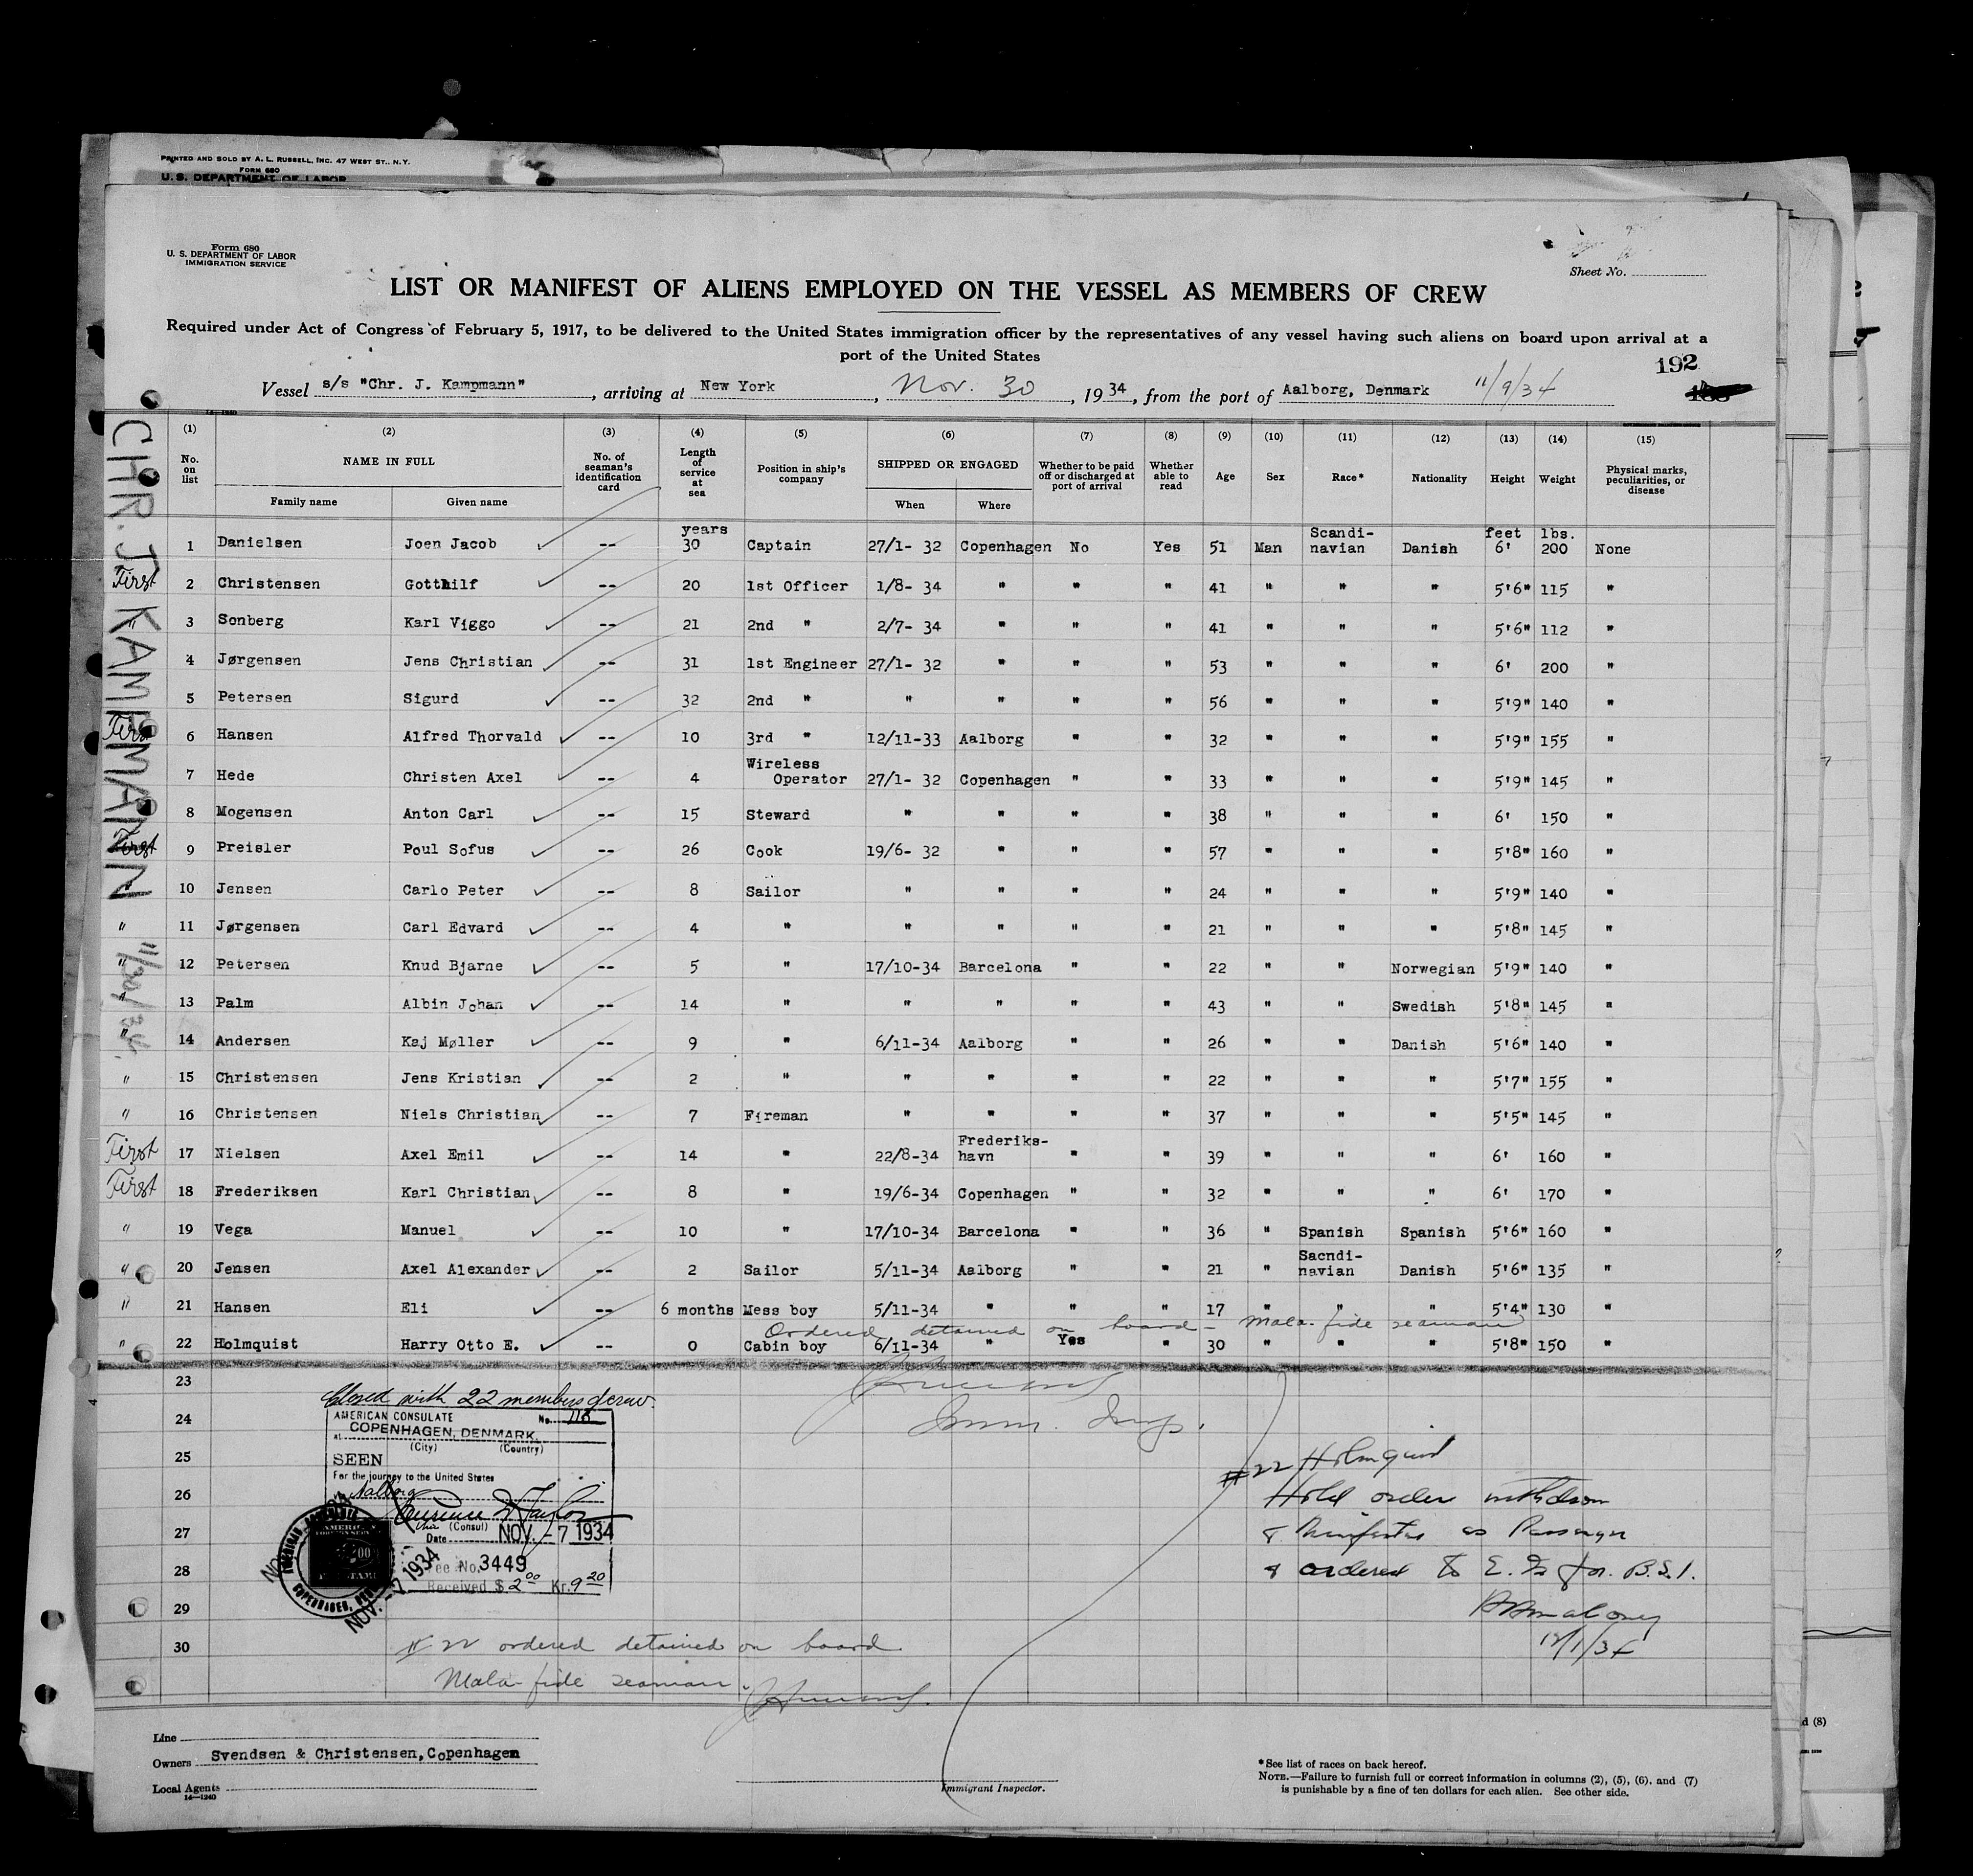 PRINTED AND SOLD BY A. L. RUSSELL, INC. 47 WEST ST., N.Y.
FORM 680
U. S. DEPARTMENT OF LABOR
Form 680
U. S. DEPARTMENT OF LABOR
IMMIGRATION SERVICE
Sheet No.
LIST OR MANIFEST OF ALIENS EMPLOYED ON THE VESSEL AS MEMBERS OF CREW
Required under Act of Congress of February 5, 1917, to be delivered to the United States immigration officer by the representatives of any vessel having such aliens on board upon arrival at a
port of the United States
192
Vessel s/s "Chr. J. Kampmann", arriving at New York, Nov. 30, 1934, from the port of Aalborg, Denmark 11/9/34
CHR. J. KAMPMANN 11/30/34.
(1) (2) (3) (4) (5) (6) (7) (8) (9) (10) (11) (12) (13) (14) (15)
No. on list NAME IN FULL No. of seaman's identification card Length of service at sea Position in ship's company SHIPPED OR ENGAGED Whether to be paid off or discharged at port of arrival Whether able to read Age Sex Race* Nationality Height Weight Physical marks, peculiarities, or disease
Family name Given name When Where
years Scandi- feet lbs.
1 Danielsen Joen Jacob -- 30 Captain 27/1- 32 Copenhagen No Yes 51 Man navian Danish 6' 200 None
First 2 Christensen Gotthilf -- 20 1st Officer 1/8- 34 " " " 41 " " " 5'6" 115 "
" 3 Sonberg Karl Viggo -- 21 2nd " 2/7- 34 " " " 41 " " " 5'6" 112 "
4 Jørgensen Jens Christian -- 31 1st Engineer 27/1- 32 " " " 53 " " " 6' 200 "
5 Petersen Sigurd -- 32 2nd " " " " " 56 " " " 5'9" 140 "
First 6 Hansen Alfred Thorvald -- 10 3rd " 12/11-33 Aalborg " " 32 " " " 5'9" 155 "
Wireless
7 Hede Christen Axel -- 4 Operator 27/1- 32 Copenhagen " " 33 " " " 5'9" 145 "
8 Mogensen Anton Carl -- 15 Steward " " " " 38 " " " 6' 150 "
First 9 Preisler Poul Sofus -- 26 Cook 19/6- 32 " " " 57 " " " 5'8" 160 "
" 10 Jensen Carlo Peter -- 8 Sailor " " " " 24 " " " 5'9" 140 "
" 11 Jørgensen Carl Edvard -- 4 " " " " " 21 " " " 5'8" 145 "
" 12 Petersen Knud Bjarne -- 5 " 17/10-34 Barcelona " " 22 " " Norwegian 5'9" 140 "
" 13 Palm Albin Johan -- 14 " " " " " 43 " " Swedish 5'8" 145 "
" 14 Andersen Kaj Møller -- 9 " 6/11-34 Aalborg " " 26 " " Danish 5'6" 140 "
" 15 Christensen Jens Kristian -- 2 " " " " " 22 " " " 5'7" 155 "
" 16 Christensen Niels Christian -- 7 Fireman " " " " 37 " " " 5'5" 145 "
Frederiks-
First 17 Nielsen Axel Emil -- 14 " 22/8-34 havn " " 39 " " " 6' 160 "
First 18 Frederiksen Karl Christian -- 8 " 19/6-34 Copenhagen " " 32 " " " 6' 170 "
" 19 Vega Manuel -- 10 " 17/10-34 Barcelona " " 36 " Spanish Spanish 5'6" 160 "
Sacndi-
" 20 Jensen Axel Alexander -- 2 Sailor 5/11-34 Aalborg " " 21 " navian Danish 5'6" 135 "
" 21 Hansen Eli -- 6 months Mess boy 5/11-34 " " " 17 " " " 5'4" 130 "
Ordered detained on board - Mala fide seaman
" 22 Holmquist Harry Otto E. -- 0 Cabin boy 6/11-34 " Yes " 30 " " " 5'8" 150 "
23
Closed with 22 members of crew.
24
AMERICAN CONSULATE No. 118
at COPENHAGEN, DENMARK.
(City) (Country)
Imm. Insp.
25
SEEN
For the journey to the United States
26
Aalborg
27
(Consul)
Date NOV. -7 1934
28
Fee No. 3449
Received $ 2.00 Kr. 9.20
NOV. -7 1934
29
#22 Holmquist
Hold order withdrawn
& Manifested as Passenger
& ordered to E. I. for B.S.I.
12/1/34
30
# 22 ordered detained on board
Mala fide seaman.
Line
Owners Svendsen & Christensen, Copenhagen
Local Agents
14—1240
Immigrant Inspector.
*See list of races on back hereof.
NOTE.—Failure to furnish full or correct information in columns (2), (5), (6), and (7)
is punishable by a fine of ten dollars for each alien. See other side.
d (8)